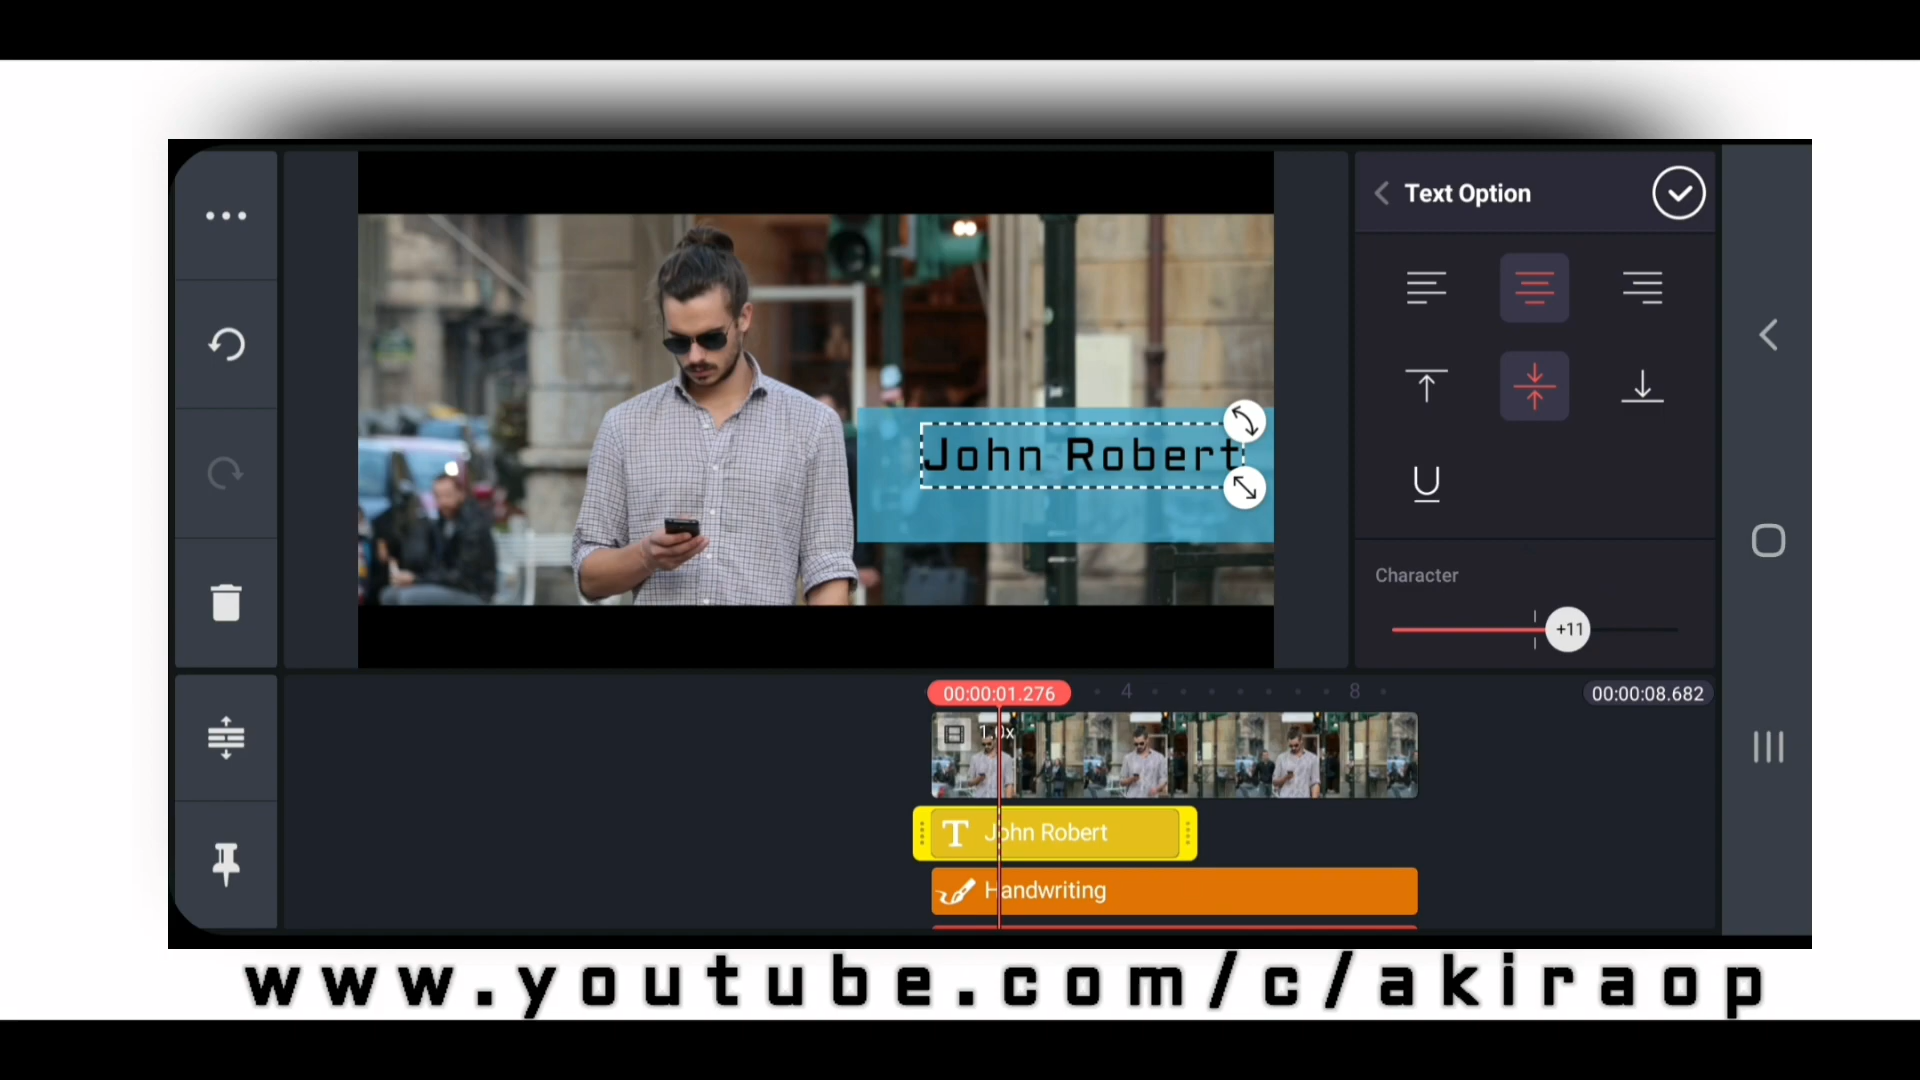 Text Option
John Robert
U
Character
+11
00:00:01.276
4
8
00:00:08.682
1.0x
T John Robert
Handwriting
www.youtube.com/c/akiraop